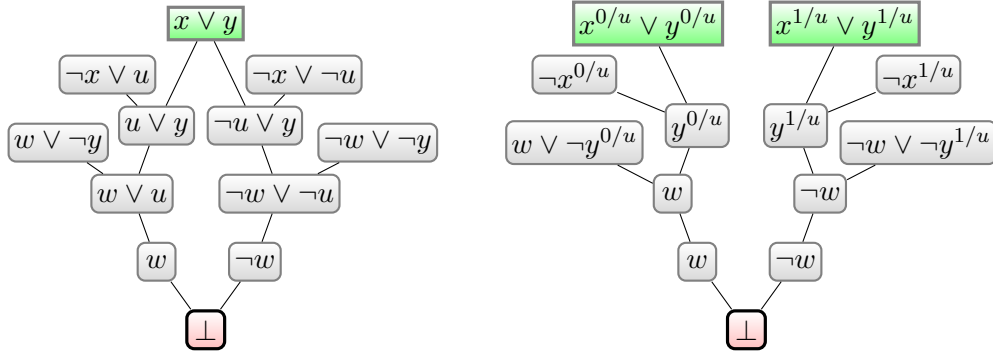 x ∨ y
¬x ∨ u
¬x ∨ ¬u
u ∨ y
¬u ∨ y
w ∨ ¬y
¬w ∨ ¬y
w ∨ u
¬w ∨ ¬u
w
¬w
⊥
x^{0/u} ∨ y^{0/u}
x^{1/u} ∨ y^{1/u}
¬x^{0/u}
¬x^{1/u}
y^{0/u}
y^{1/u}
w ∨ ¬y^{0/u}
¬w ∨ ¬y^{1/u}
w
¬w
w
¬w
⊥